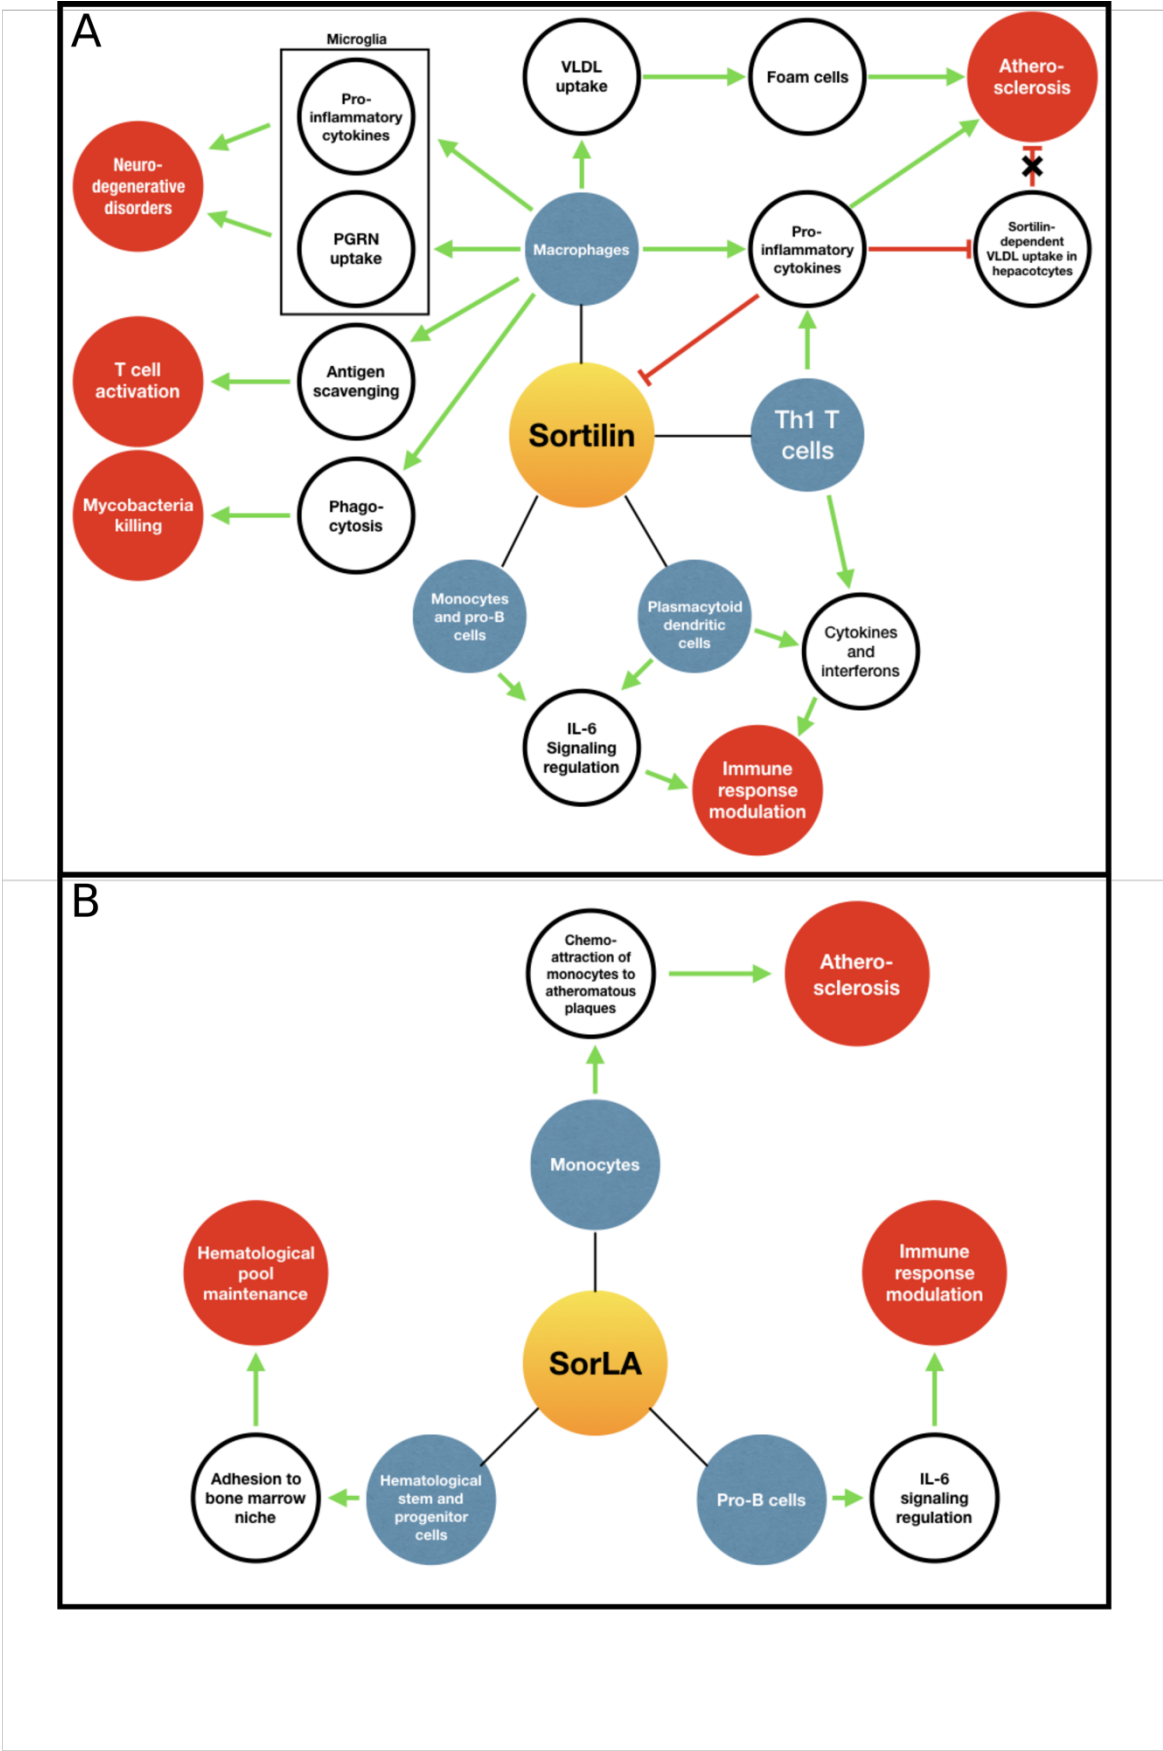 A
Microglia
Pro-
inflammatory
cytokines
VLDL
uptake
Foam cells
Athero-
sclerosis
Neuro-
degenerative
disorders
PGRN
uptake
Macrophages
Pro-
inflammatory
cytokines
Sortilin-
dependent
VLDL uptake in
hepacotcytes
T cell
activation
Antigen
scavenging
Sortilin
Th1 T
cells
Mycobacteria
killing
Phago-
cytosis
Monocytes
and pro-B
cells
Plasmacytoid
dendritic
cells
Cytokines
and
interferons
IL-6
Signaling
regulation
Immune
response
modulation
B
Chemo-
attraction of
monocytes to
atheromatous
plaques
Athero-
sclerosis
Monocytes
Hematological
pool
maintenance
Immune
response
modulation
SorLA
Adhesion to
bone marrow
niche
Hematological
stem and
progenitor
cells
Pro-B cells
IL-6
signaling
regulation